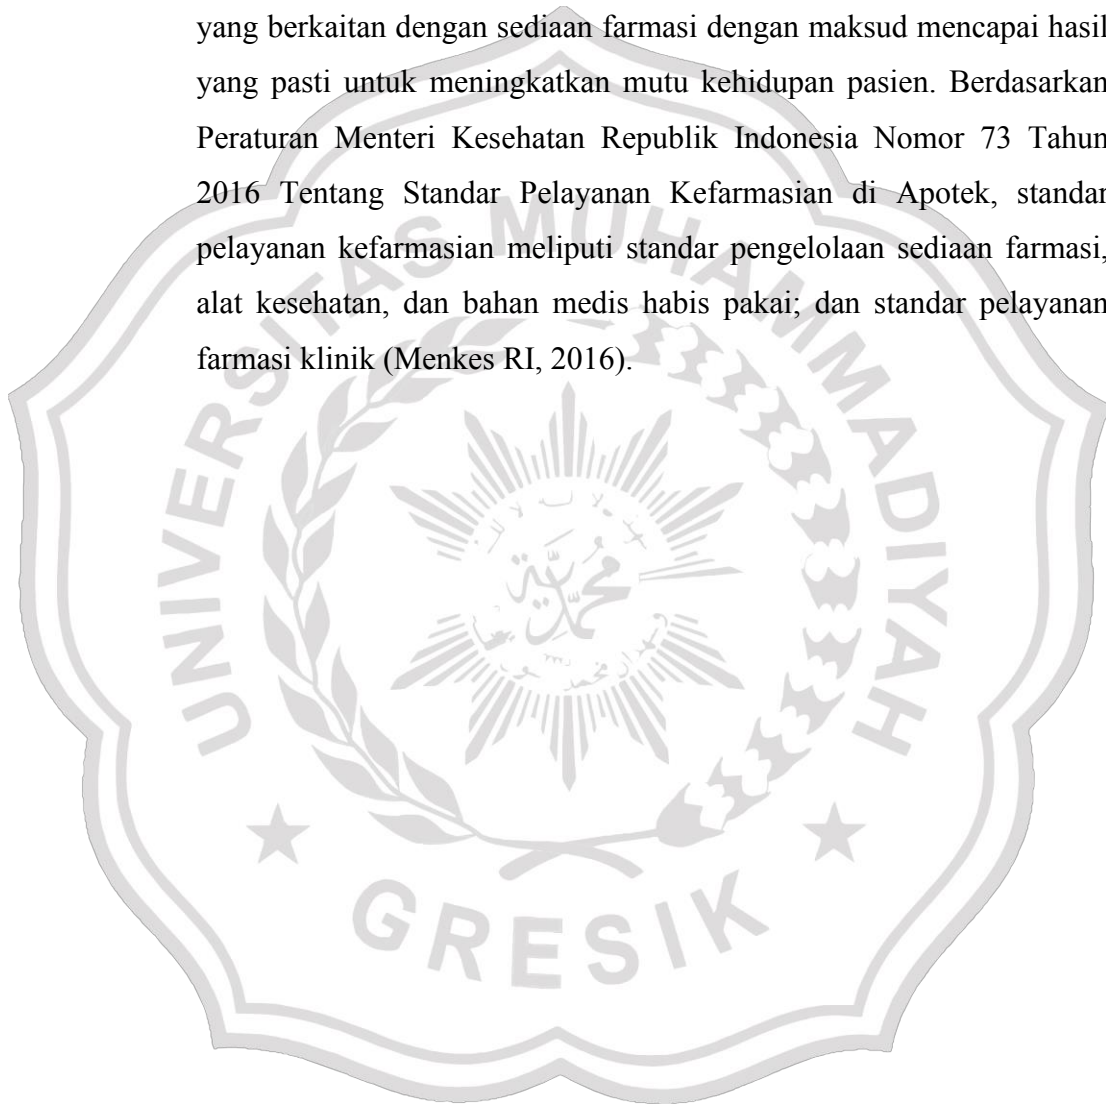 yang berkaitan dengan sediaan farmasi dengan maksud mencapai hasil
yang pasti untuk meningkatkan mutu kehidupan pasien. Berdasarkan
Peraturan Menteri Kesehatan Republik Indonesia Nomor 73 Tahun
2016 Tentang Standar Pelayanan Kefarmasian di Apotek, standar
pelayanan kefarmasian meliputi standar pengelolaan sediaan farmasi,
alat kesehatan, dan bahan medis habis pakai; dan standar pelayanan
farmasi klinik (Menkes RI, 2016).
UNIVERSITAS MUHAMMADIYAH
محمدية
GRESIK